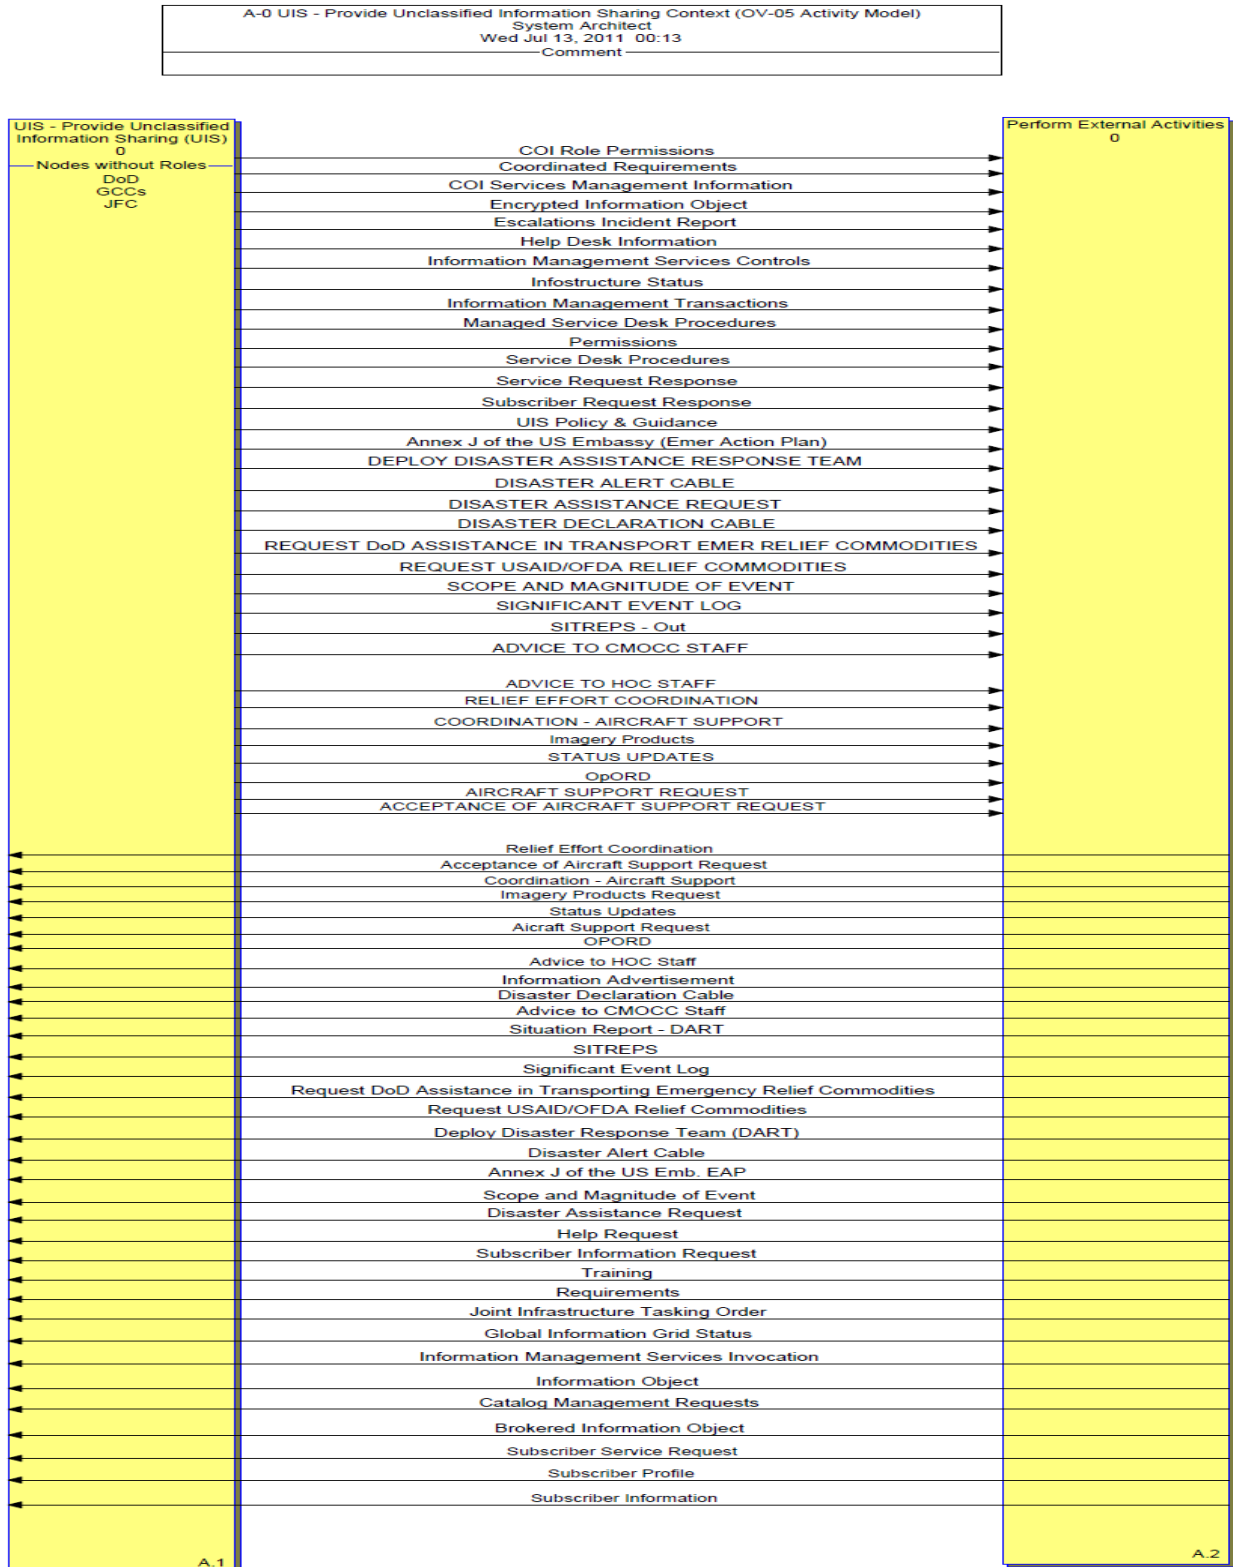 A-0 UIS - Provide Unclassified Information Sharing Context (OV-05 Activity Model)
System Architect
Wed Jul 13, 2011 00:13
Comment
UIS - Provide Unclassified
Information Sharing (UIS)
0
Nodes without Roles
DoD
GCCs
JFC
Perform External Activities
0
COI Role Permissions
Coordinated Requirements
COI Services Management Information
Encrypted Information Object
Escalations Incident Report
Help Desk Information
Information Management Services Controls
Infostructure Status
Information Management Transactions
Managed Service Desk Procedures
Permissions
Service Desk Procedures
Service Request Response
Subscriber Request Response
UIS Policy & Guidance
Annex J of the US Embassy (Emer Action Plan)
DEPLOY DISASTER ASSISTANCE RESPONSE TEAM
DISASTER ALERT CABLE
DISASTER ASSISTANCE REQUEST
DISASTER DECLARATION CABLE
REQUEST DoD ASSISTANCE IN TRANSPORT EMER RELIEF COMMODITIES
REQUEST USAID/OFDA RELIEF COMMODITIES
SCOPE AND MAGNITUDE OF EVENT
SIGNIFICANT EVENT LOG
SITREPS - Out
ADVICE TO CMOCC STAFF
ADVICE TO HOC STAFF
RELIEF EFFORT COORDINATION
COORDINATION - AIRCRAFT SUPPORT
Imagery Products
STATUS UPDATES
OpORD
AIRCRAFT SUPPORT REQUEST
ACCEPTANCE OF AIRCRAFT SUPPORT REQUEST
Relief Effort Coordination
Acceptance of Aircraft Support Request
Coordination - Aircraft Support
Imagery Products Request
Status Updates
Aicraft Support Request
OPORD
Advice to HOC Staff
Information Advertisement
Disaster Declaration Cable
Advice to CMOCC Staff
Situation Report - DART
SITREPS
Significant Event Log
Request DoD Assistance in Transporting Emergency Relief Commodities
Request USAID/OFDA Relief Commodities
Deploy Disaster Response Team (DART)
Disaster Alert Cable
Annex J of the US Emb. EAP
Scope and Magnitude of Event
Disaster Assistance Request
Help Request
Subscriber Information Request
Training
Requirements
Joint Infrastructure Tasking Order
Global Information Grid Status
Information Management Services Invocation
Information Object
Catalog Management Requests
Brokered Information Object
Subscriber Service Request
Subscriber Profile
Subscriber Information
A.1
A.2